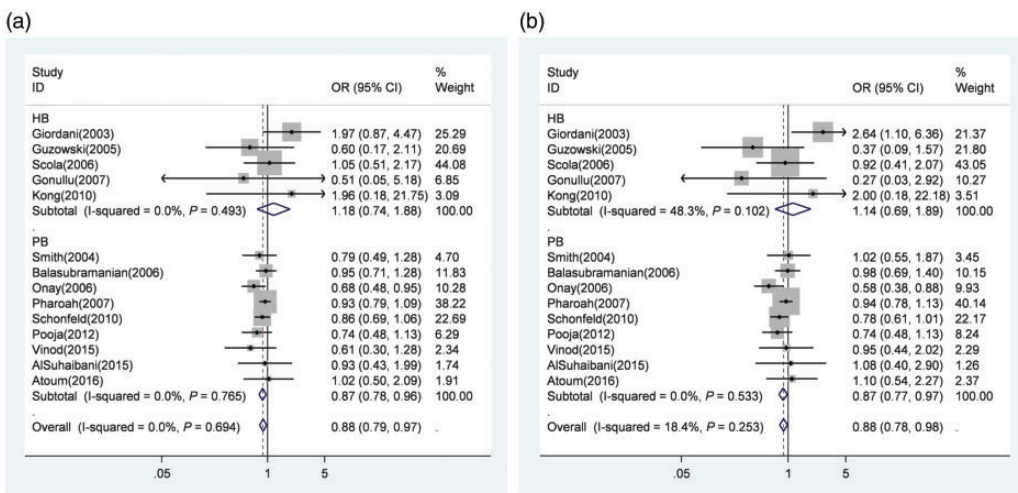 (a)
Study %
ID OR (95% CI) Weight
HB
Giordani(2003) 1.97 (0.87, 4.47) 25.29
Guzowski(2005) 0.60 (0.17, 2.11) 20.69
Scola(2006) 1.05 (0.51, 2.17) 44.08
Gonullu(2007) 0.51 (0.05, 5.18) 6.85
Kong(2010) 1.96 (0.18, 21.75) 3.09
Subtotal (I-squared = 0.0%, P = 0.493) 1.18 (0.74, 1.88) 100.00
.
PB
Smith(2004) 0.79 (0.49, 1.28) 4.70
Balasubramanian(2006) 0.95 (0.71, 1.28) 11.83
Onay(2006) 0.68 (0.48, 0.95) 10.28
Pharoah(2007) 0.93 (0.79, 1.09) 38.22
Schonfeld(2010) 0.86 (0.69, 1.06) 22.69
Pooja(2012) 0.74 (0.48, 1.13) 6.29
Vinod(2015) 0.61 (0.30, 1.28) 2.34
AlSuhaibani(2015) 0.93 (0.43, 1.99) 1.74
Atoum(2016) 1.02 (0.50, 2.09) 1.91
Subtotal (I-squared = 0.0%, P = 0.765) 0.87 (0.78, 0.96) 100.00
.
Overall (I-squared = 0.0%, P = 0.694) 0.88 (0.79, 0.97) .
.05 1 5
(b)
Study %
ID OR (95% CI) Weight
HB
Giordani(2003) 2.64 (1.10, 6.36) 21.37
Guzowski(2005) 0.37 (0.09, 1.57) 21.80
Scola(2006) 0.92 (0.41, 2.07) 43.05
Gonullu(2007) 0.27 (0.03, 2.92) 10.27
Kong(2010) 2.00 (0.18, 22.18) 3.51
Subtotal (I-squared = 48.3%, P = 0.102) 1.14 (0.69, 1.89) 100.00
.
PB
Smith(2004) 1.02 (0.55, 1.87) 3.45
Balasubramanian(2006) 0.98 (0.69, 1.40) 10.15
Onay(2006) 0.58 (0.38, 0.88) 9.93
Pharoah(2007) 0.94 (0.78, 1.13) 40.14
Schonfeld(2010) 0.78 (0.61, 1.01) 22.17
Pooja(2012) 0.74 (0.48, 1.13) 8.24
Vinod(2015) 0.95 (0.44, 2.02) 2.29
AlSuhaibani(2015) 1.08 (0.40, 2.90) 1.26
Atoum(2016) 1.10 (0.54, 2.27) 2.37
Subtotal (I-squared = 0.0%, P = 0.533) 0.87 (0.77, 0.97) 100.00
.
Overall (I-squared = 18.4%, P = 0.253) 0.88 (0.78, 0.98) .
.05 1 5